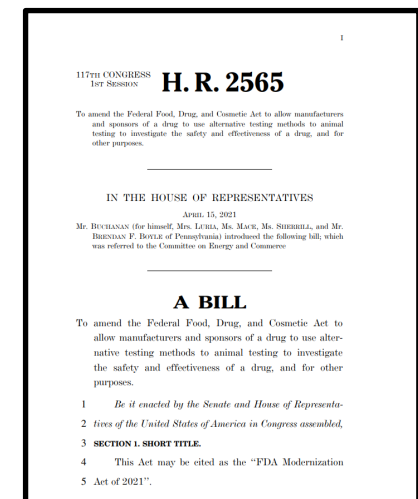 1
117TH CONGRESS
1ST SESSION
H. R. 2565
To amend the Federal Food, Drug, and Cosmetic Act to allow manufacturers
and sponsors of a drug to use alternative testing methods to animal
testing to investigate the safety and effectiveness of a drug, and for
other purposes.
IN THE HOUSE OF REPRESENTATIVES
APRIL 15, 2021
Mr. BUCHANAN (for himself, Mrs. LURIA, Ms. MACE, Ms. SHERRILL, and Mr.
BRENDAN F. BOYLE of Pennsylvania) introduced the following bill; which
was referred to the Committee on Energy and Commerce
A BILL
To amend the Federal Food, Drug, and Cosmetic Act to
allow manufacturers and sponsors of a drug to use alter-
native testing methods to animal testing to investigate
the safety and effectiveness of a drug, and for other
purposes.
1 Be it enacted by the Senate and House of Representa-
2 tives of the United States of America in Congress assembled,
3 SECTION 1. SHORT TITLE.
4 This Act may be cited as the “FDA Modernization
5 Act of 2021”.